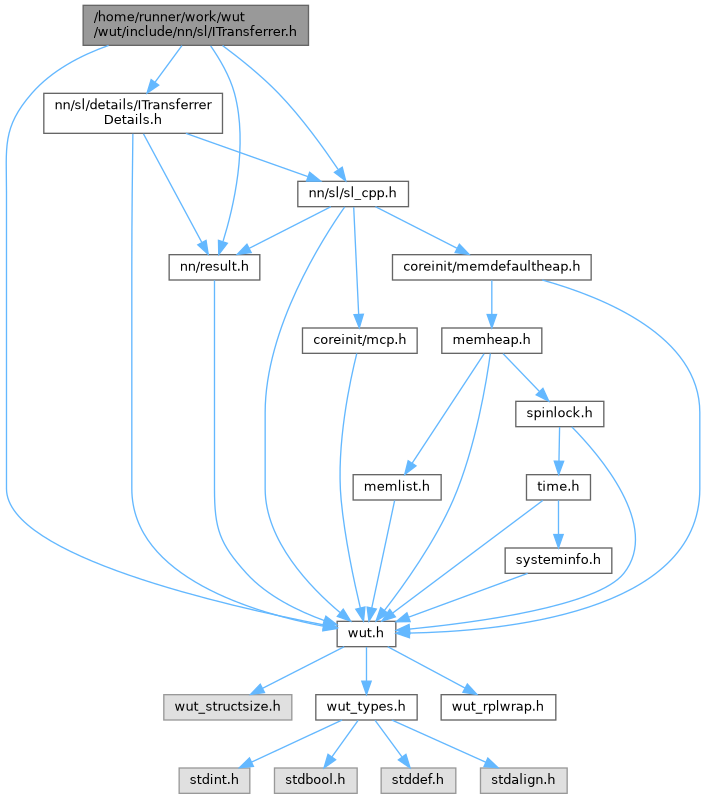 /home/runner/work/wut
/wut/include/nn/sl/ITransferrer.h
nn/sl/details/ITransferrer
Details.h
nn/sl/sl_cpp.h
nn/result.h
coreinit/memdefaultheap.h
coreinit/mcp.h
memheap.h
spinlock.h
memlist.h
time.h
systeminfo.h
wut.h
wut_structsize.h
wut_types.h
wut_rplwrap.h
stdint.h
stdbool.h
stddef.h
stdalign.h